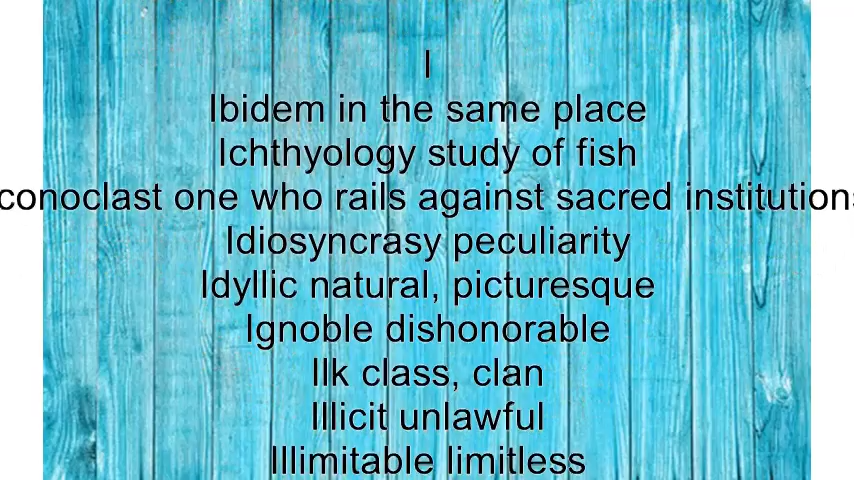 I
Ibidem in the same place
Ichthyology study of fish
conoclast one who rails against sacred institutions
Idiosyncrasy peculiarity
Idyllic natural, picturesque
Ignoble dishonorable
Ilk class, clan
Illicit unlawful
Illimitable limitless